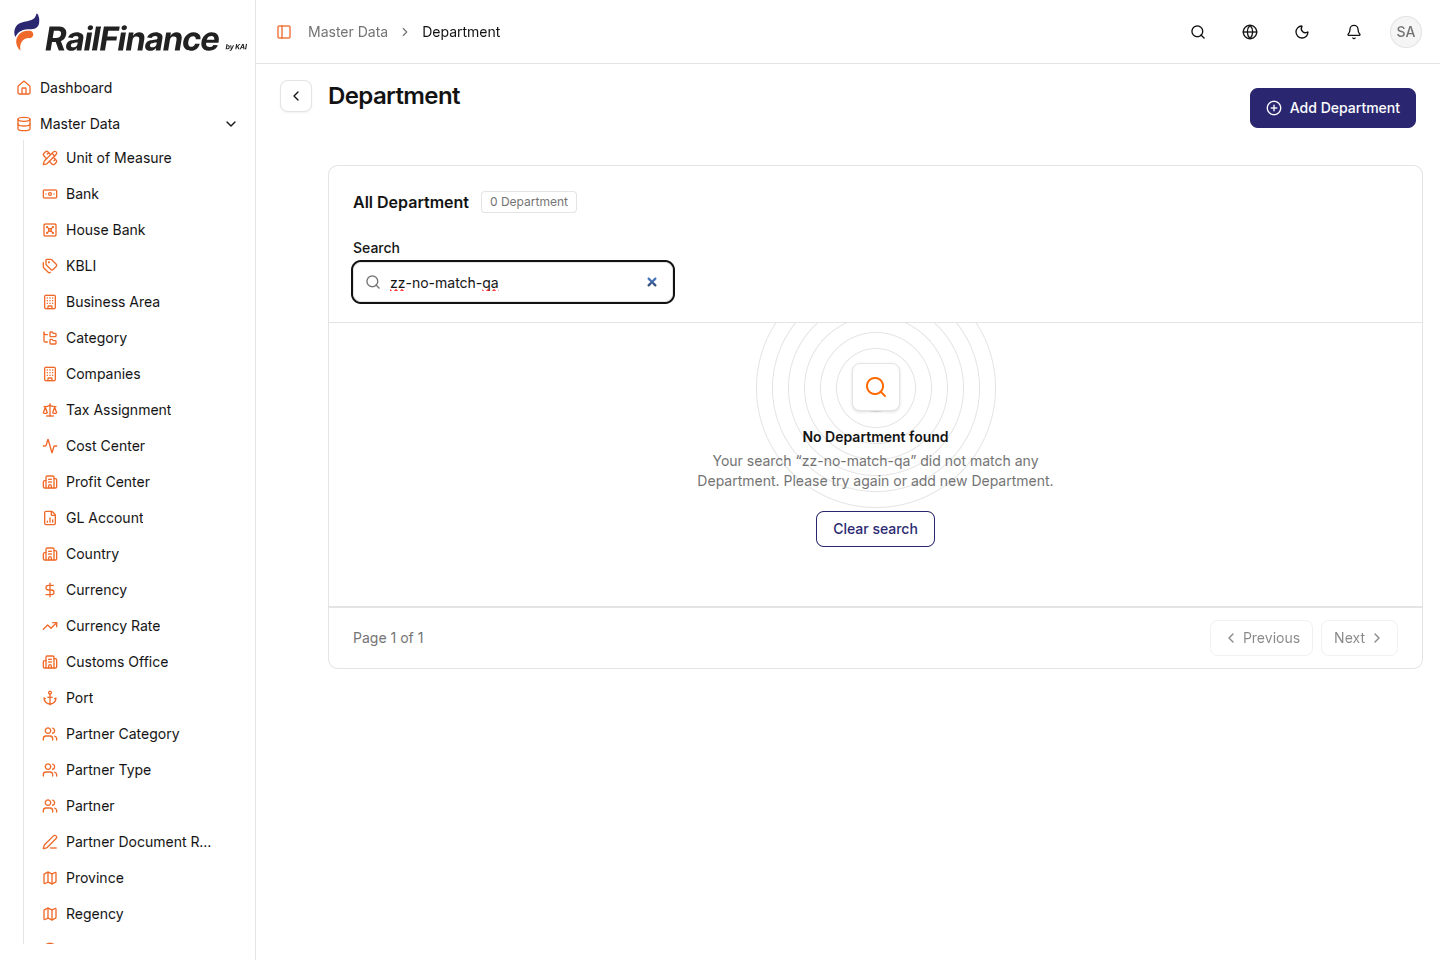 RailFinance by KAI
Master Data
Department
SA
Dashboard
Master Data
Unit of Measure
Bank
House Bank
KBLI
Business Area
Category
Companies
Tax Assignment
Cost Center
Profit Center
GL Account
Country
Currency
Currency Rate
Customs Office
Port
Partner Category
Partner Type
Partner
Partner Document R...
Province
Regency
Department
Add Department
All Department
0 Department
Search
zz-no-match-qa
No Department found
Your search “zz-no-match-qa” did not match any
Department. Please try again or add new Department.
Clear search
Page 1 of 1
Previous
Next